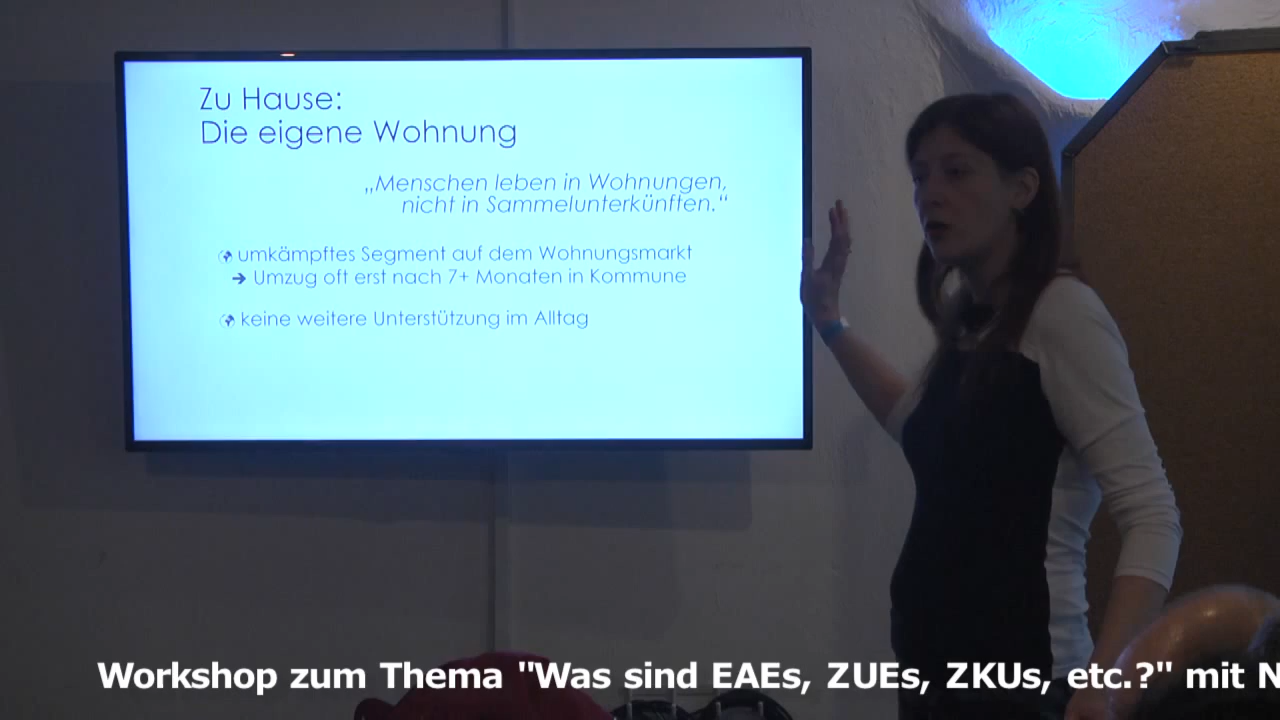 Zu Hause:
Die eigene Wohnung
„Menschen leben in Wohnungen,
nicht in Sammelunterkünften.“
umkämpftes Segment auf dem Wohnungsmarkt
➔ Umzug oft erst nach 7+ Monaten in Kommune
keine weitere Unterstützung im Alltag
Workshop zum Thema "Was sind EAEs, ZUEs, ZKUs, etc.?" mit N